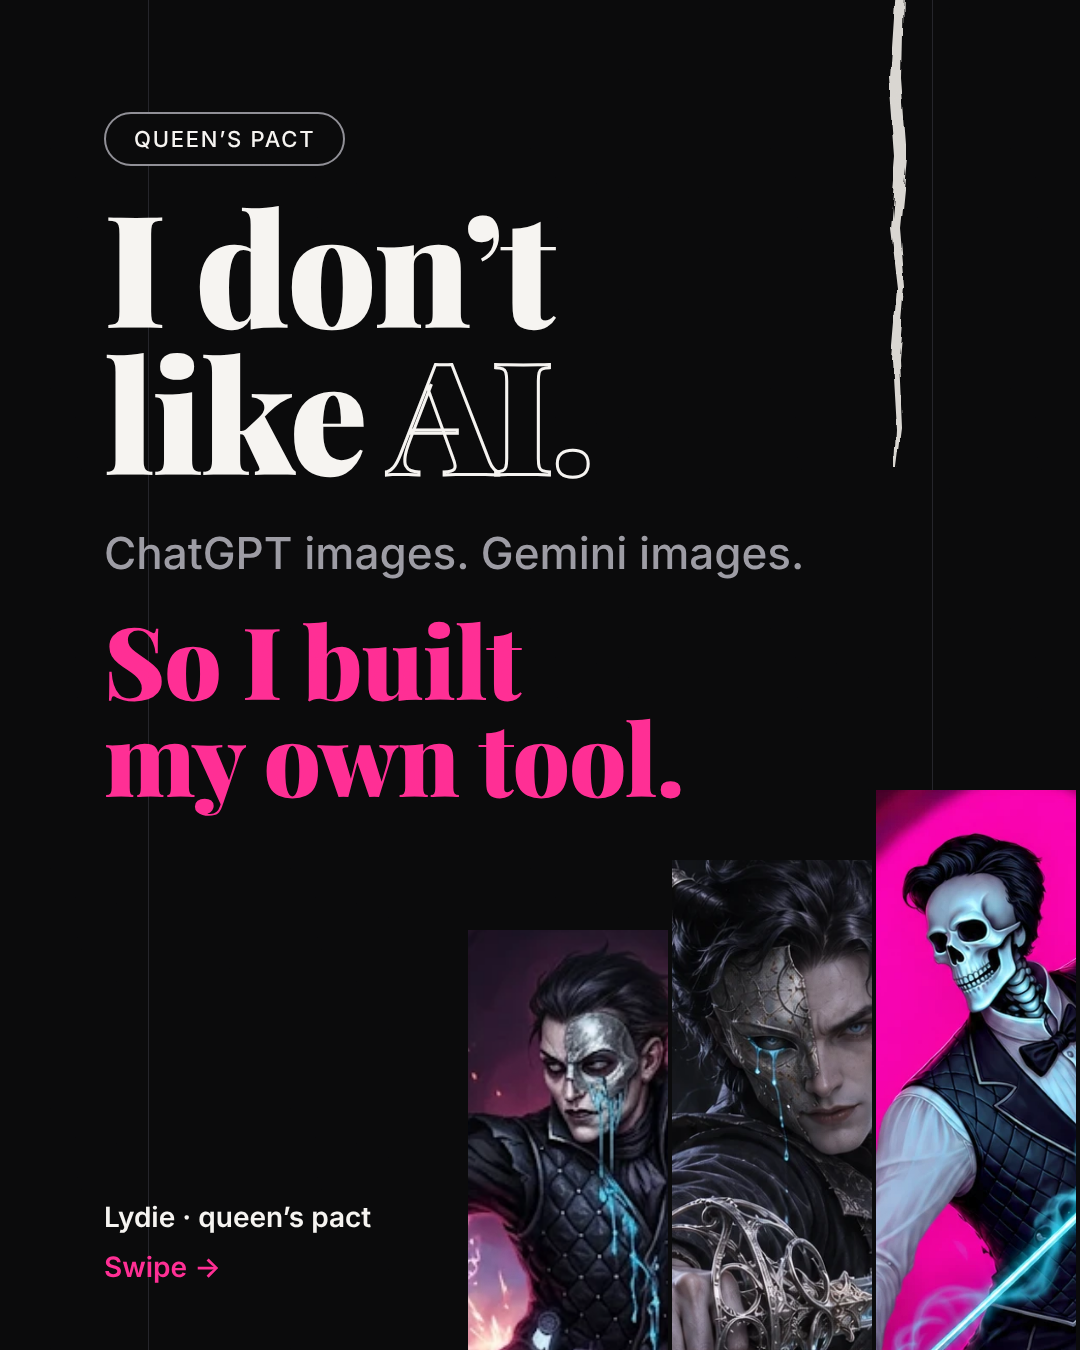 QUEEN’S PACT
I don’t
like AI.
ChatGPT images. Gemini images.
So I built
my own tool.
Lydie · queen’s pact
Swipe →